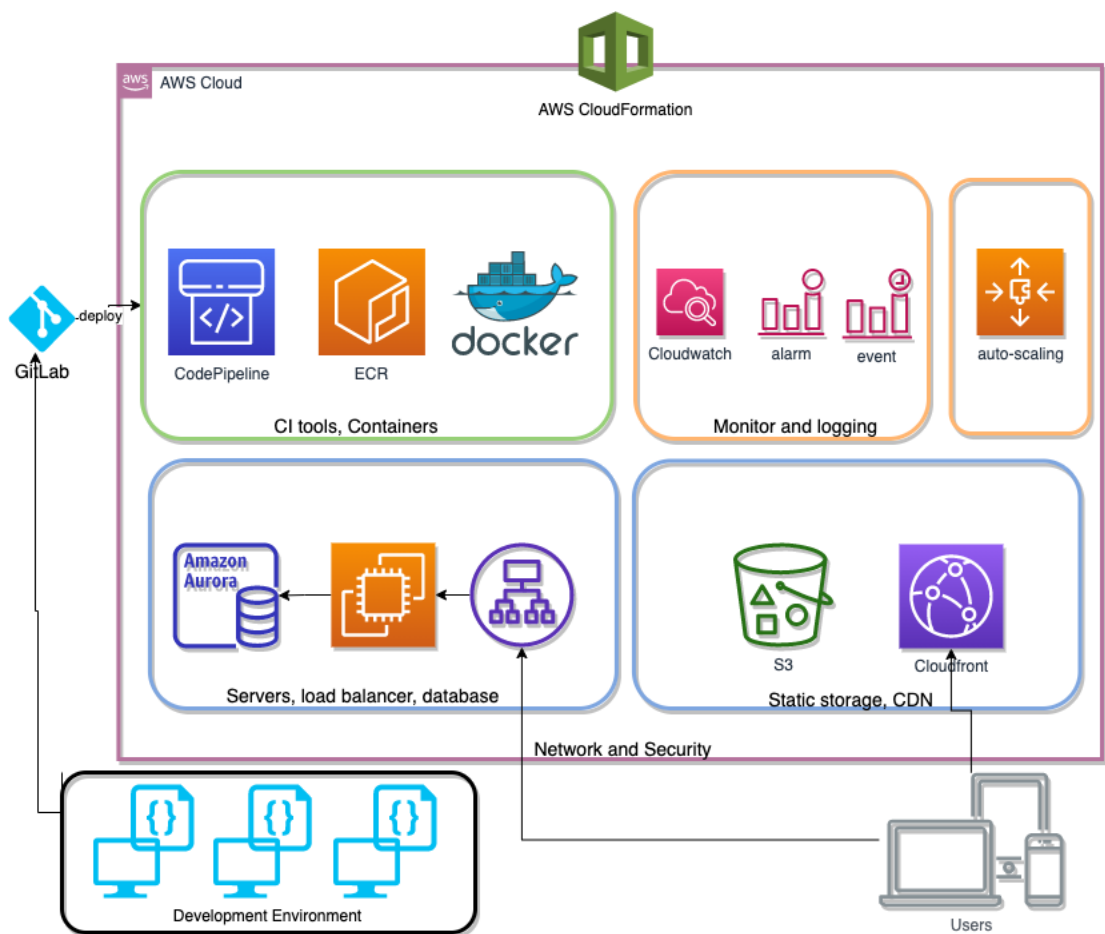 aws
AWS Cloud
AWS CloudFormation
deploy
GitLab
CodePipeline
ECR
docker
CI tools, Containers
Cloudwatch
alarm
event
Monitor and logging
auto-scaling
Amazon
Aurora
Servers, load balancer, database
S3
Cloudfront
Static storage, CDN
Network and Security
Development Environment
Users